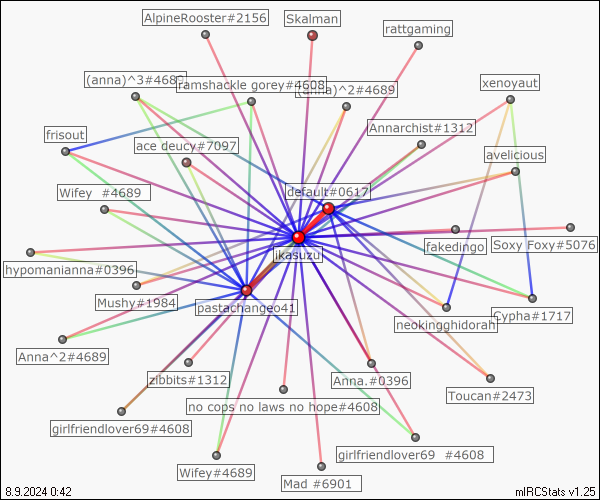 AlpineRooster#2156
Skalman
rattgaming
(anna)^3#4689
ramshackle gorey#4608
(anna)^2#4689
xenoyaut
frisout
Annarchist#1312
ace deucy#7097
avelicious
Wifey #4689
default#0617
jkasuzu
fakedingo
Soxy Foxy#5076
hypomanianna#0396
Mushy#1984
pastachangeo41
Cypha#1717
neokingghidorah
Anna^2#4689
zibbits#1312
Anna.#0396
Toucan#2473
no cops no laws no hope#4608
girlfriendlover69#4608
girlfriendlover69 #4608
Wifey#4689
Mad #6901
8.9.2024 0:42
mIRCStats v1.25